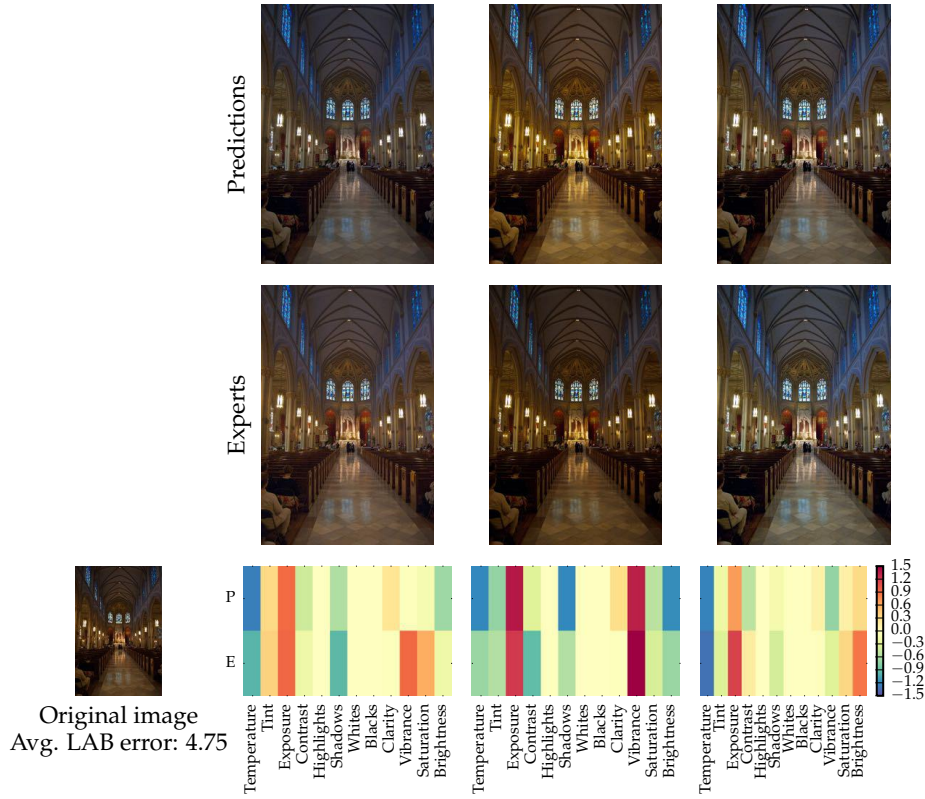 Predictions
Experts
P
E
1.5
1.2
0.9
0.6
0.3
0.0
−0.3
−0.6
−0.9
−1.2
−1.5
Original image
Avg. LAB error: 4.75
Temperature
Tint
Exposure
Contrast
Highlights
Shadows
Whites
Blacks
Clarity
Vibrance
Saturation
Brightness
Temperature
Tint
Exposure
Contrast
Highlights
Shadows
Whites
Blacks
Clarity
Vibrance
Saturation
Brightness
Temperature
Tint
Exposure
Contrast
Highlights
Shadows
Whites
Blacks
Clarity
Vibrance
Saturation
Brightness